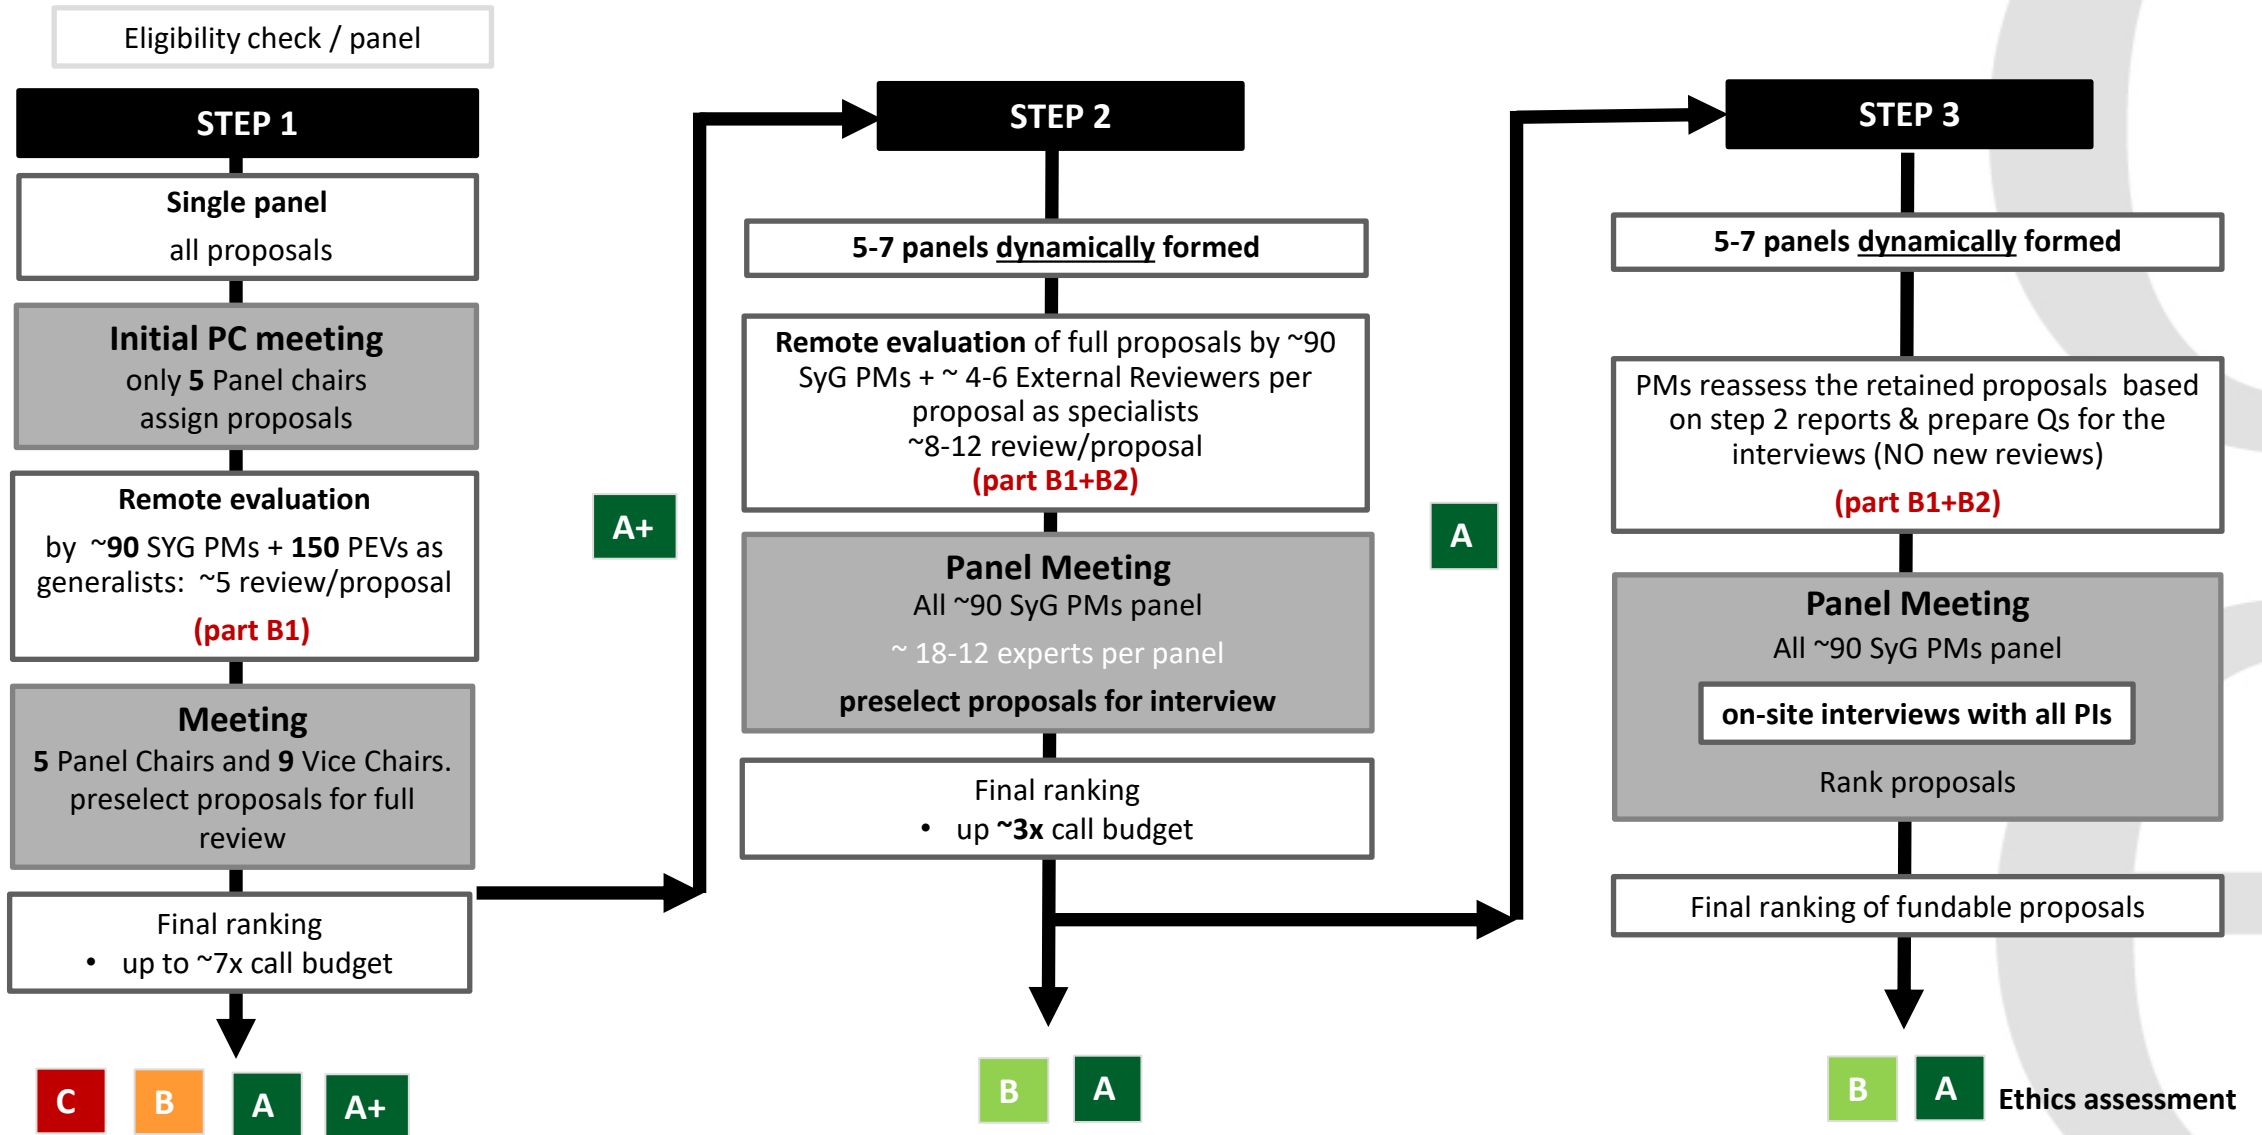 Eligibility check / panel
STEP 1
Single panel
all proposals
Initial PC meeting
only 5 Panel chairs
assign proposals
Remote evaluation
by ~90 SYG PMs + 150 PEVs as
generalists: ~5 review/proposal
(part B1)
Meeting
5 Panel Chairs and 9 Vice Chairs.
preselect proposals for full
review
Final ranking
• up to ~7x call budget
C
B
A
A+
A+
STEP 2
5-7 panels dynamically formed
Remote evaluation of full proposals by ~90
SyG PMs + ~ 4-6 External Reviewers per
proposal as specialists
~8-12 review/proposal
(part B1+B2)
Panel Meeting
All ~90 SyG PMs panel
~ 18-12 experts per panel
preselect proposals for interview
Final ranking
• up ~3x call budget
B
A
A
STEP 3
5-7 panels dynamically formed
PMs reassess the retained proposals based
on step 2 reports & prepare Qs for the
interviews (NO new reviews)
(part B1+B2)
Panel Meeting
All ~90 SyG PMs panel
on-site interviews with all PIs
Rank proposals
Final ranking of fundable proposals
B
A
Ethics assessment